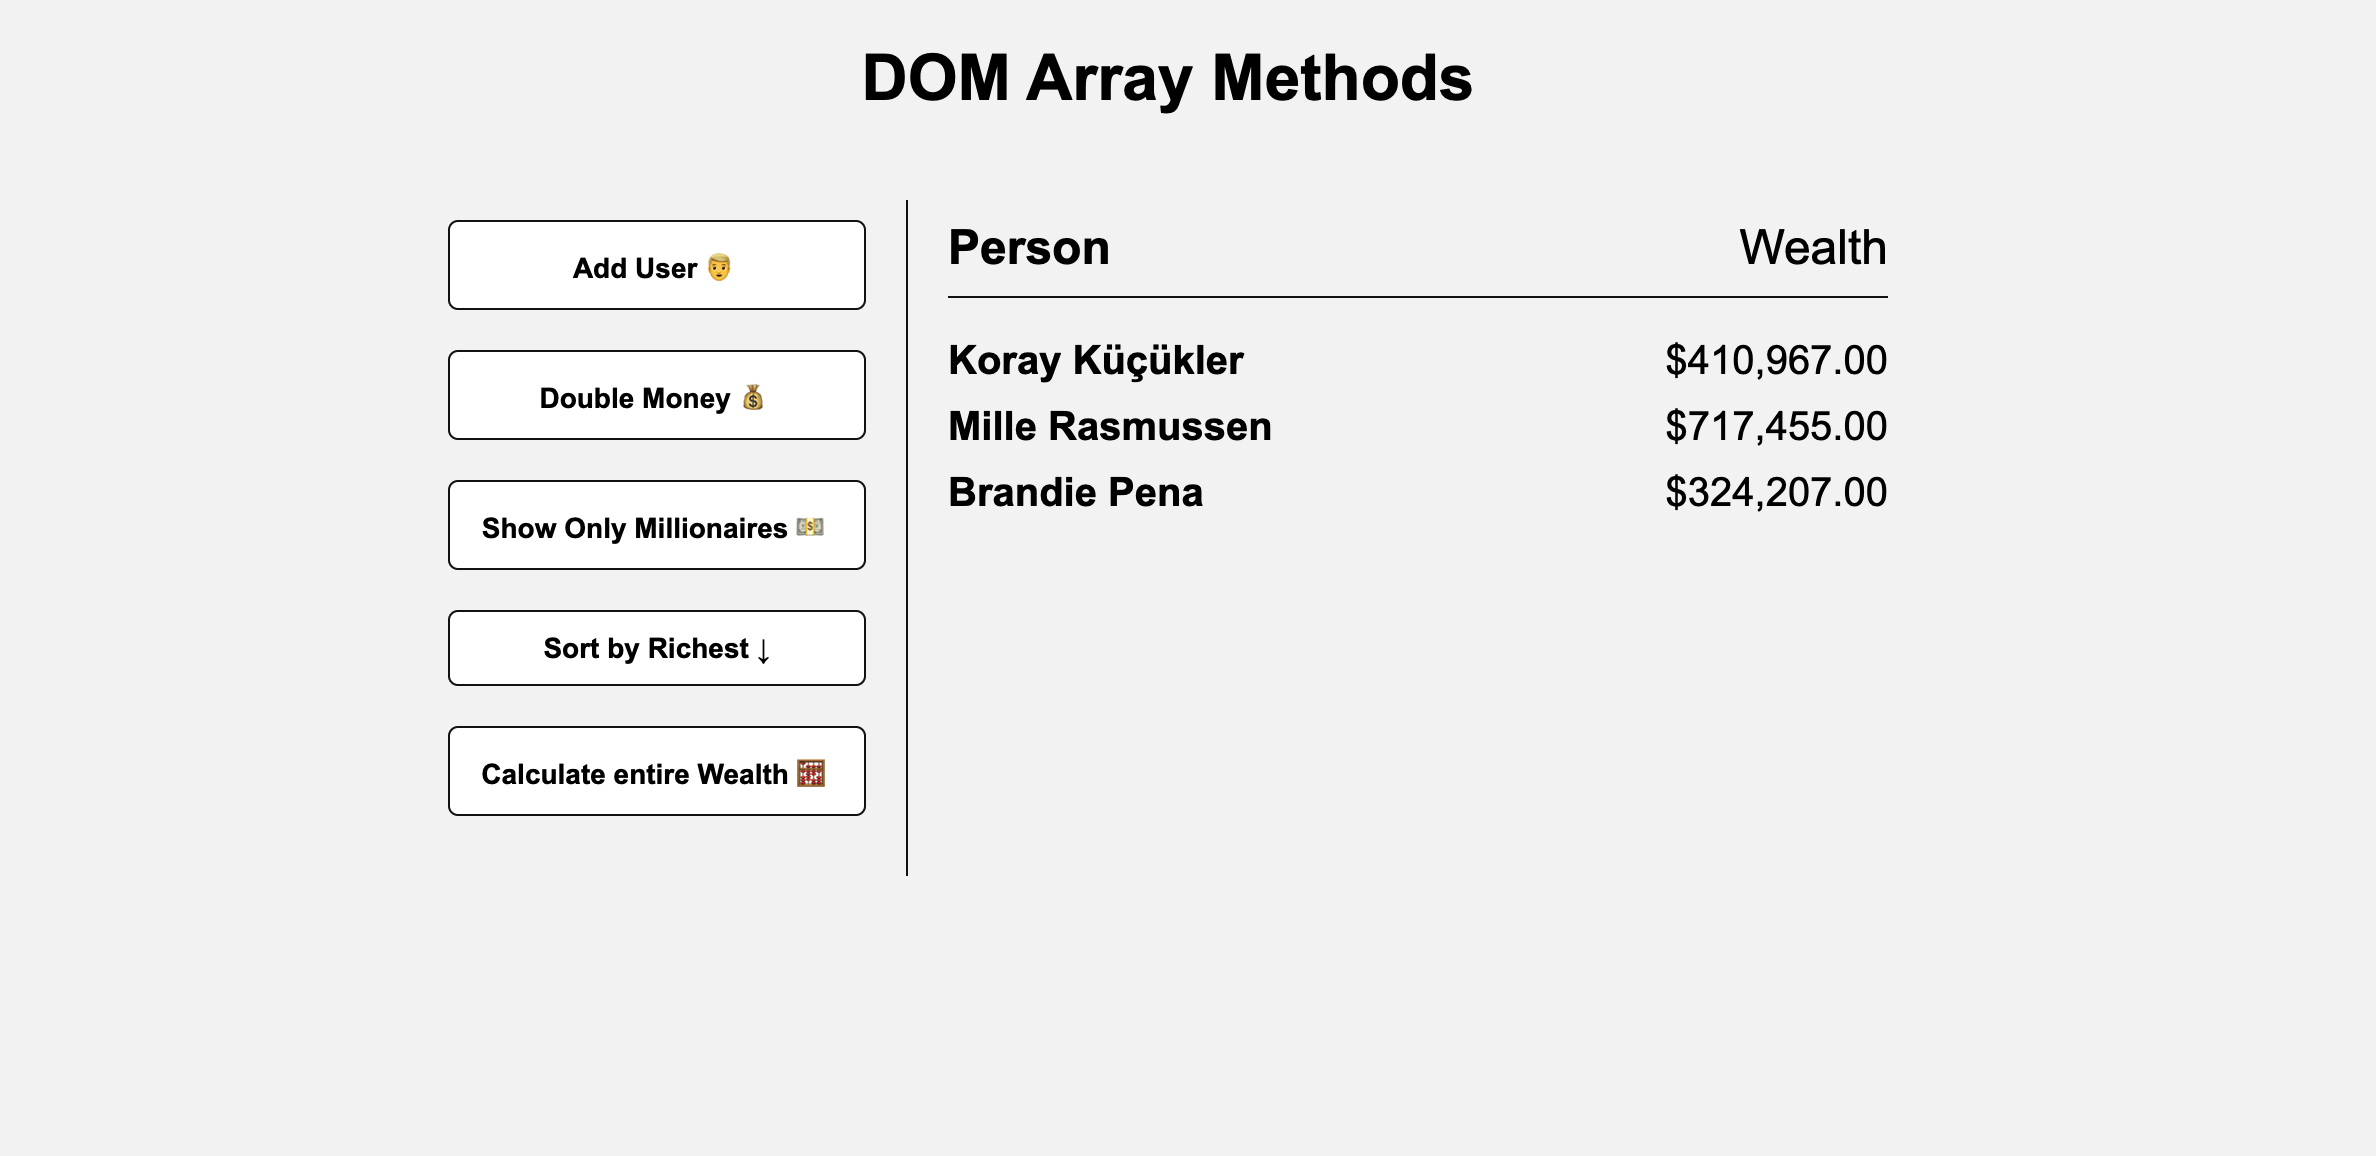 DOM Array Methods
Add User 👨
Double Money 💰
Show Only Millionaires 💵
Sort by Richest ↓
Calculate entire Wealth 🧮
Person Wealth
Koray Küçükler $410,967.00
Mille Rasmussen $717,455.00
Brandie Pena $324,207.00